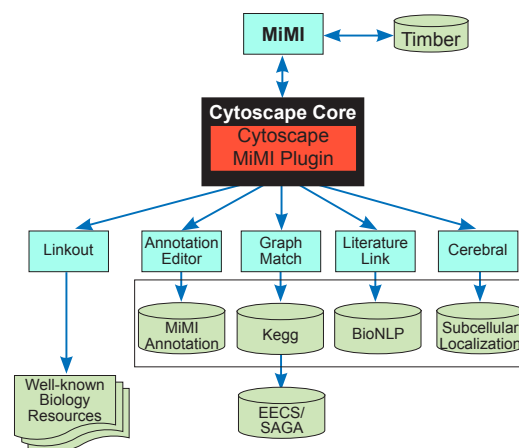 MiMI
Timber
Cytoscape Core
Cytoscape
MiMI Plugin
Linkout
Annotation
Editor
Graph
Match
Literature
Link
Cerebral
MiMI
Annotation
Kegg
BioNLP
Subcellular
Localization
Well-known
Biology
Resources
EECS/
SAGA